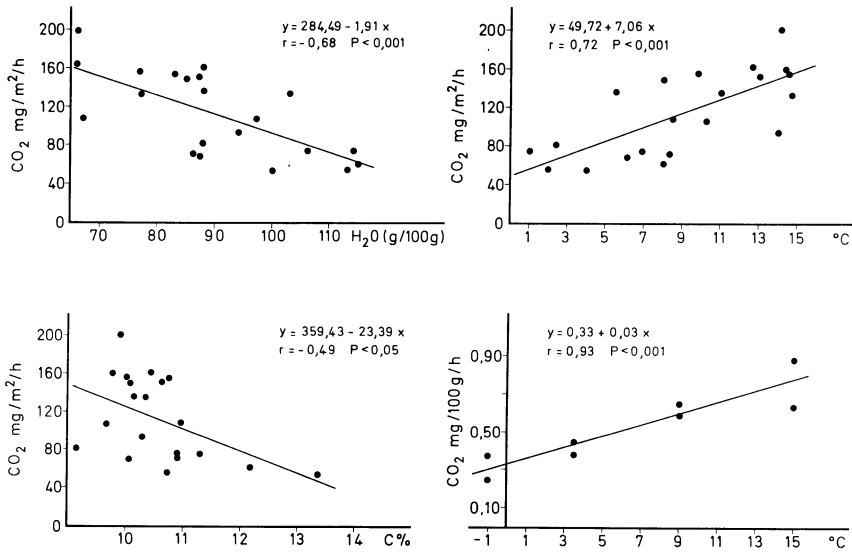 y = 284,49 - 1,91 x
r = - 0,68 P < 0,001
CO2 mg/m²/h
200
160
120
80
40
0
70 80 90 100 110
H2O (g/100g)
y = 49,72 + 7,06 x
r = 0,72 P < 0,001
CO2 mg/m²/h
200
160
120
80
40
0
1 3 5 7 9 11 13 15 °C
y = 359,43 - 23,39 x
r = -0,49 P < 0,05
CO2 mg/m²/h
200
160
120
80
40
0
10 11 12 13 14 C%
y = 0,33 + 0,03 x
r = 0,93 P < 0,001
CO2 mg/100g/h
0,90
0,50
0,10
-1 1 3 5 7 9 11 13 15 °C